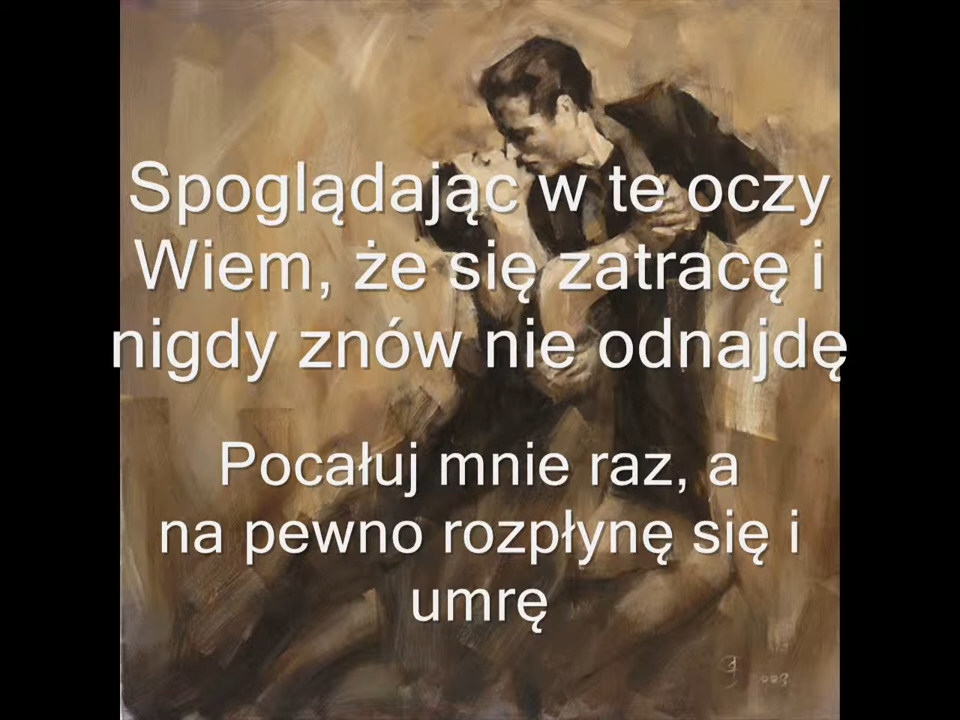 Spoglądając w te oczy
Wiem, że się zatracę i
nigdy znów nie odnajdę
Pocałuj mnie raz, a
na pewno rozpłynę się i
umrę